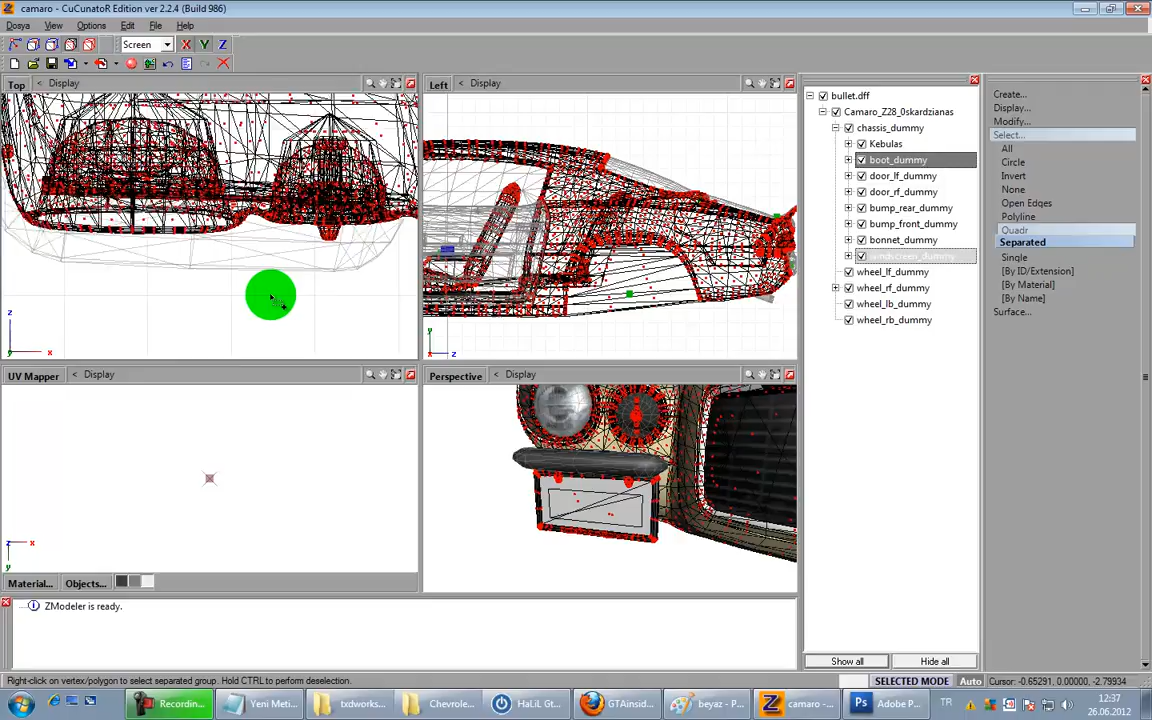 camaro - CuCunatoR Edition ver 2.2.4 (Build 986)
Dosya View Options Edit File Help
Screen X Y Z
Top < Display
Left < Display
z
x
y
y
x z
UV Mapper < Display
Perspective < Display
z x
y
Material... Objects...
ZModeler is ready.
bullet.dff
Camaro_Z28_0skardzianas
chassis_dummy
Kebulas
boot_dummy
door_lf_dummy
door_rf_dummy
bump_rear_dummy
bump_front_dummy
bonnet_dummy
windscreen_dummy
wheel_lf_dummy
wheel_rf_dummy
wheel_lb_dummy
wheel_rb_dummy
Show all Hide all
Create...
Display...
Modify...
Select...
All
Circle
Invert
None
Open Edges
Polyline
Quadr
Separated
Single
[By ID/Extension]
[By Material]
[By Name]
Surface...
Right-click on vertex/polygon to select separated group. Hold CTRL to perform deselection.
SELECTED MODE Auto Cursor: -0.65291, 0.00000, -2.79934
Recordin... Yeni Meti... txdworks... Chevrole... HaLiL Gt... GTAinsid... beyaz - P... camaro -... Adobe P... TR 12:37
26.06.2012